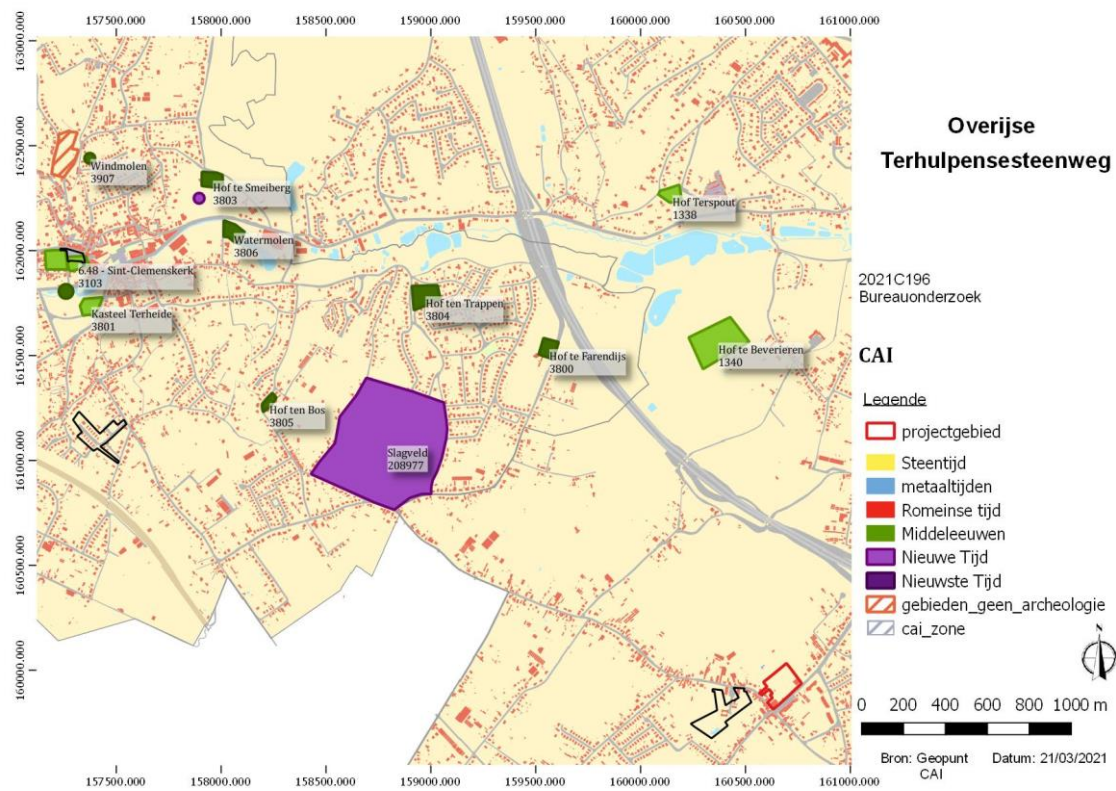 157500.000 158000.000 158500.000 159000.000 159500.000 160000.000 160500.000 161000.000
163000.000
162500.000
162000.000
161500.000
161000.000
160500.000
160000.000
Windmolen
3907
Hof te Smeiberg
3803
Watermolen
3806
6.48 - Sint-Clemenskerk
3103
Kasteel Terheide
3801
Hof ten Trappen
3804
Hof te Farendijs
3800
Hof ten Bos
3805
Slagveld
208977
Hof Terspout
1338
Hof te Beverieren
1340
157500.000 158000.000 158500.000 159000.000 159500.000 160000.000 160500.000 161000.000
Overijse
Terhulpensesteenweg
2021C196
Bureauonderzoek
CAI
Legende
projectgebied
Steentijd
metaaltijden
Romeinse tijd
Middeleeuwen
Nieuwe Tijd
Nieuwste Tijd
gebieden_geen_archeologie
cai_zone
N
0 200 400 600 800 1000 m
Bron: Geopunt Datum: 21/03/2021
CAI